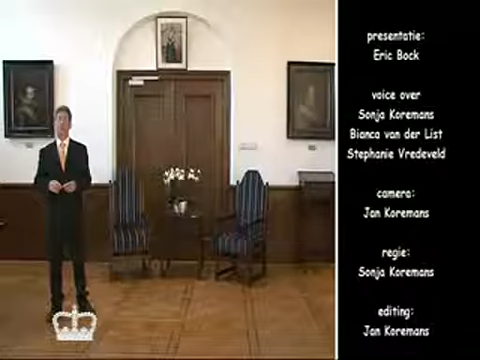 presentatie:
Eric Bock
voice over
Sonja Koremans
Bianca van der List
Stephanie Vredeveld
camera:
Jan Koremans
regie:
Sonja Koremans
editing:
Jan Koremans